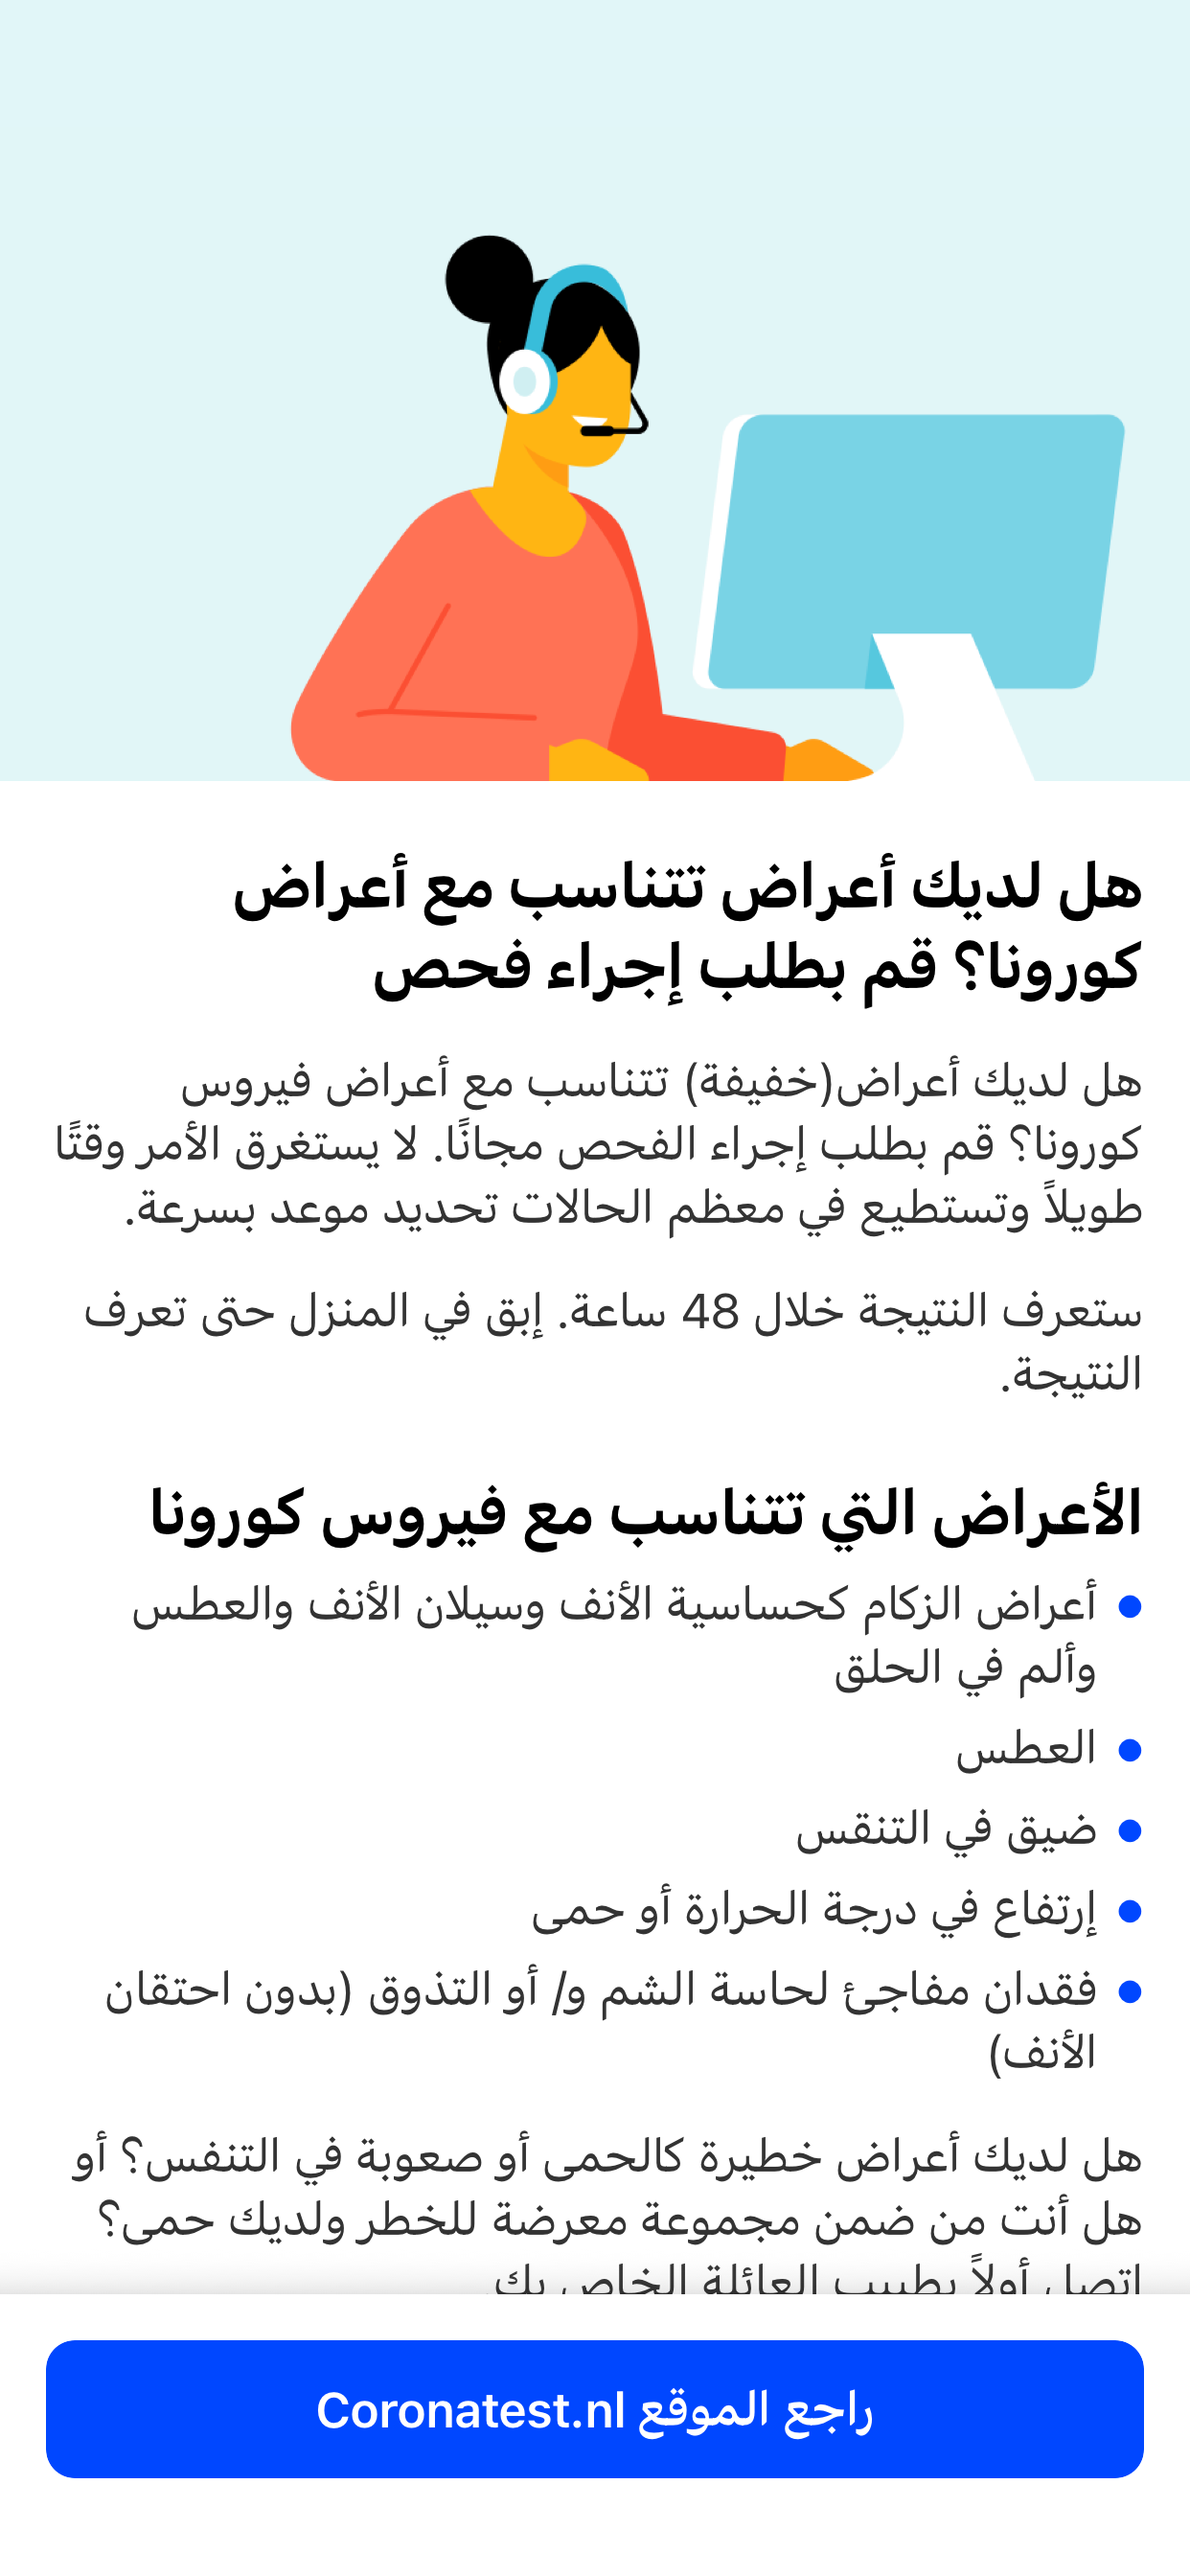 هل لديك أعراض تتناسب مع أعراض
كورونا؟ قم بطلب إجراء فحص
هل لديك أعراض(خفيفة) تتناسب مع أعراض فيروس
كورونا؟ قم بطلب إجراء الفحص مجانًا. لا يستغرق الأمر وقتًا
طويلاً وتستطيع في معظم الحالات تحديد موعد بسرعة.
ستعرف النتيجة خلال 48 ساعة. إبق في المنزل حتى تعرف
النتيجة.
الأعراض التي تتناسب مع فيروس كورونا
أعراض الزكام كحساسية الأنف وسيلان الأنف والعطس
وألم في الحلق
العطس
ضيق في التنقس
إرتفاع في درجة الحرارة أو حمى
فقدان مفاجئ لحاسة الشم و/ أو التذوق (بدون احتقان
الأنف)
هل لديك أعراض خطيرة كالحمى أو صعوبة في التنفس؟ أو
هل أنت من ضمن مجموعة معرضة للخطر ولديك حمى؟
اتصل أولاً بطبيب العائلة الخاص بك.
راجع الموقع Coronatest.nl